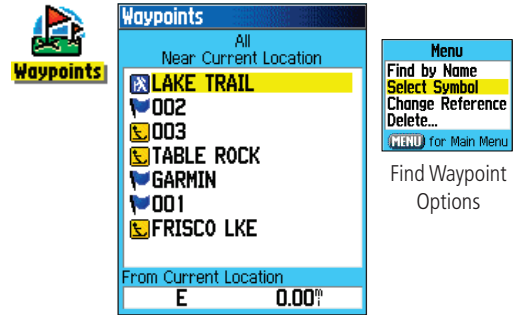 Waypoints
Waypoints
All
Near Current Location
LAKE TRAIL
002
003
TABLE ROCK
GARMIN
001
FRISCO LKE
From Current Location
E 0.00mi
Menu
Find by Name
Select Symbol
Change Reference
Delete...
MENU for Main Menu
Find Waypoint
Options